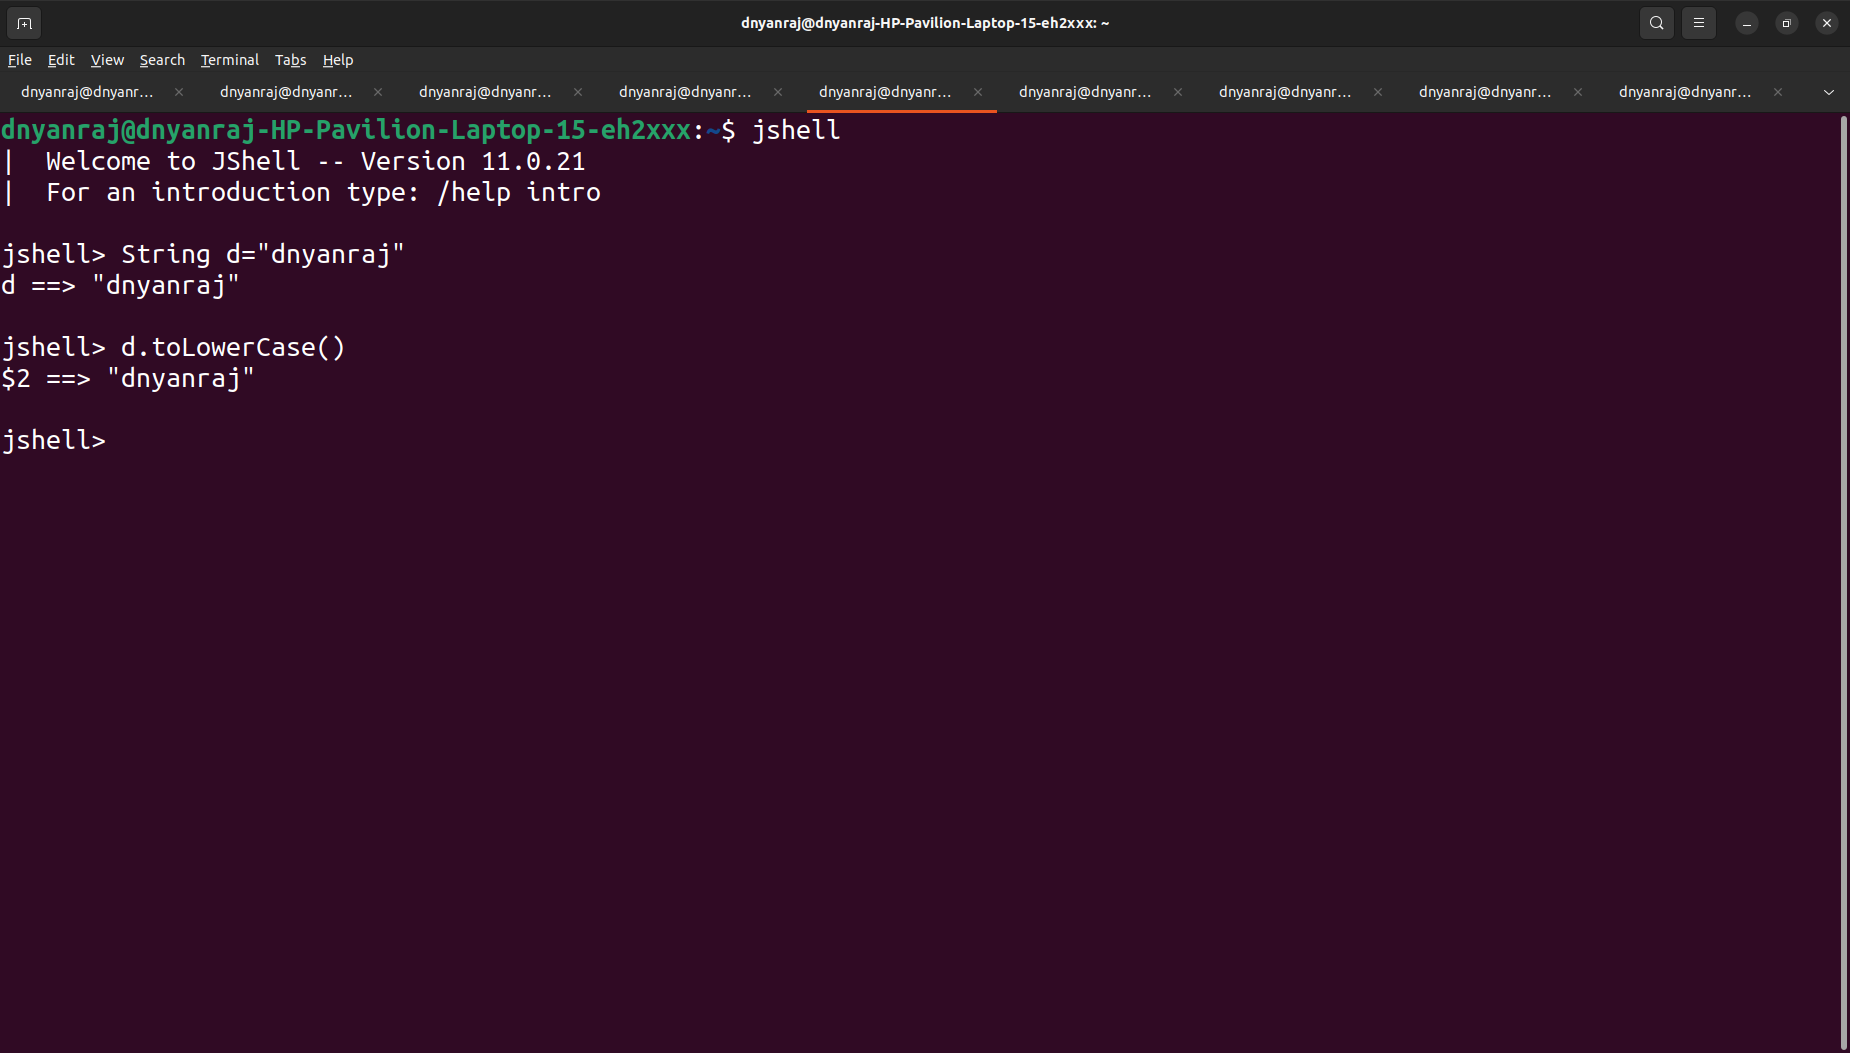 dnyanraj@dnyanraj-HP-Pavilion-Laptop-15-eh2xxx: ~
File Edit View Search Terminal Tabs Help
dnyanraj@dnyanr... dnyanraj@dnyanr... dnyanraj@dnyanr... dnyanraj@dnyanr... dnyanraj@dnyanr... dnyanraj@dnyanr... dnyanraj@dnyanr... dnyanraj@dnyanr... dnyanraj@dnyanr...
dnyanraj@dnyanraj-HP-Pavilion-Laptop-15-eh2xxx:~$ jshell
|  Welcome to JShell -- Version 11.0.21
|  For an introduction type: /help intro
jshell> String d="dnyanraj"
d ==> "dnyanraj"
jshell> d.toLowerCase()
$2 ==> "dnyanraj"
jshell>